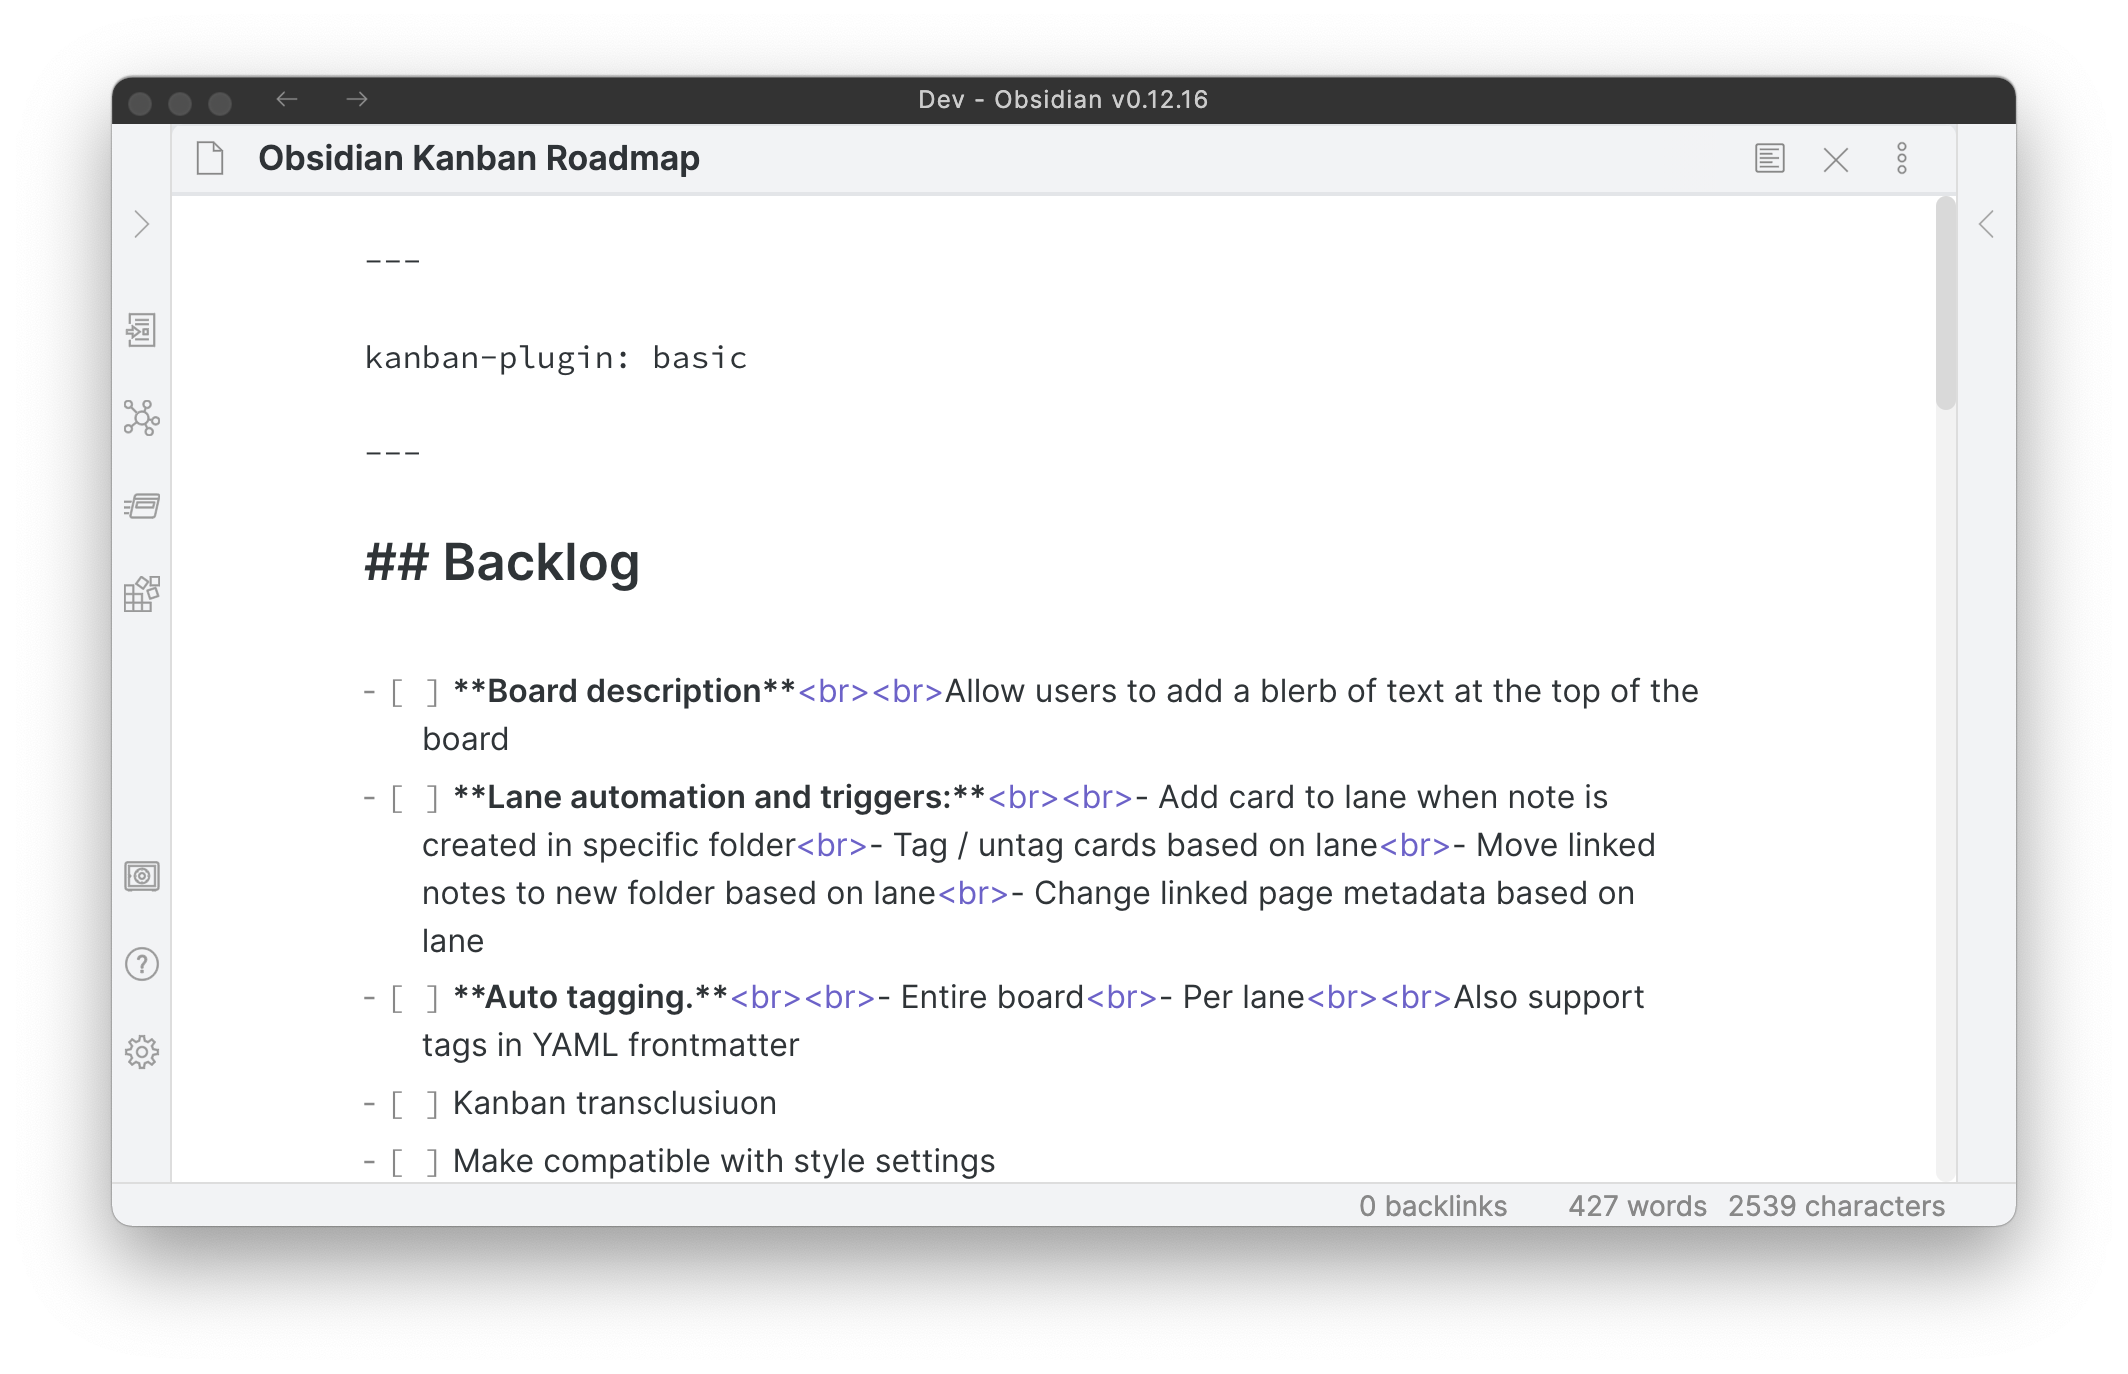 Dev - Obsidian v0.12.16
Obsidian Kanban Roadmap
---
kanban-plugin: basic
---
## Backlog
- [ ] **Board description**<br><br>Allow users to add a blerb of text at the top of the
board
- [ ] **Lane automation and triggers:**<br><br>- Add card to lane when note is
created in specific folder<br>- Tag / untag cards based on lane<br>- Move linked
notes to new folder based on lane<br>- Change linked page metadata based on
lane
- [ ] **Auto tagging.**<br><br>- Entire board<br>- Per lane<br><br>Also support
tags in YAML frontmatter
- [ ] Kanban transclusiuon
- [ ] Make compatible with style settings
0 backlinks 427 words 2539 characters